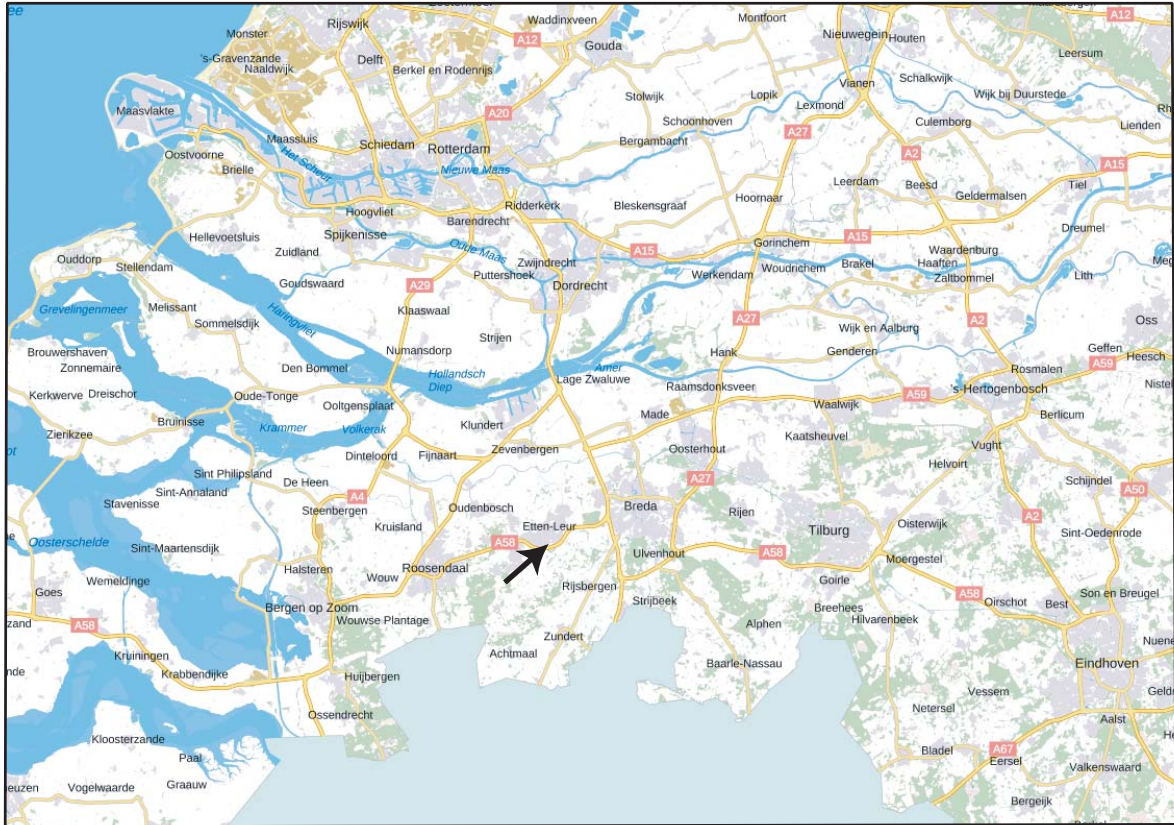 Rijswijk
Waddinxveen
Montfoort
A12
Monster
A12
Gouda
Nieuwegein
Houten
Leersum
's-Gravenzande
Naaldwijk
Delft
Berkel en Rodenrijs
Vianen
Schalkwijk
Wijk bij Duurstede
Maasvlakte
A20
Stolwijk
Lopik
Lexmond
Culemborg
Lienden
Schoonhoven
A27
Maassluis
Schiedam
Rotterdam
Bergambacht
A2
Oostvoorne
Het Scheur
Nieuwe Maas
A15
Brielle
Leerdam
Beesd
Geldermalsen
Tiel
Hoogvliet
Barendrecht
Ridderkerk
Bleskensgraaf
Hoornaar
Hellevoetsluis
Spijkenisse
A15
Gorinchem
A15
Dreumel
Zuidland
Oude Maas
Zwijndrecht
Waardenburg
Ouddorp
Stellendam
Puttershoek
Werkendam
Woudrichem
Brakel
Haaften
Zaltbommel
Lith
Goudswaard
A29
Dordrecht
Grevelingenmeer
Melissant
Haringvliet
Klaaswaal
A27
A2
Oss
Sommelsdijk
Strijen
Wijk en Aalburg
Brouwershaven
Zonnemaire
Numansdorp
Hank
Genderen
Geffen
Heesch
Den Bommel
Hollandsch
Diep
Amer
Lage Zwaluwe
Rosmalen
A59
Kerkwerve
Dreischor
Oude-Tonge
Raamsdonksveer
A59
's-Hertogenbosch
Ooltgensplaat
Made
Waalwijk
Berlicum
Bruinisse
Krammer
Volkerak
Klundert
Zierikzee
Kaatsheuvel
Vught
Dinteloord
Fijnaart
Zevenbergen
Oosterhout
Helvoirt
Sint Philipsland
De Heen
A27
Schijndel
Sint-Annaland
A4
A50
Stavenisse
Steenbergen
Oudenbosch
Breda
Rijen
A2
Kruisland
Etten-Leur
Tilburg
Oisterwijk
Sint-Oedenrode
Oosterschelde
Sint-Maartensdijk
A58
Ulvenhout
A58
Moergestel
Halsteren
Wouw
Roosendaal
Wemeldinge
Rijsbergen
Goirle
Goes
Bergen op Zoom
Strijbeek
Breehees
A58
Oirschot
Best
Son en Breugel
A58
Wouwse Plantage
Alphen
Hilvarenbeek
Kruiningen
Zundert
Achtmaal
Baarle-Nassau
Eindhoven
Krabbendijke
Huijbergen
Vessem
Ossendrecht
Netersel
Aalst
Kloosterzande
Bladel
A67
Paal
Eersel
Valkenswaard
Vogelwaarde
Graauw
Bergeijk